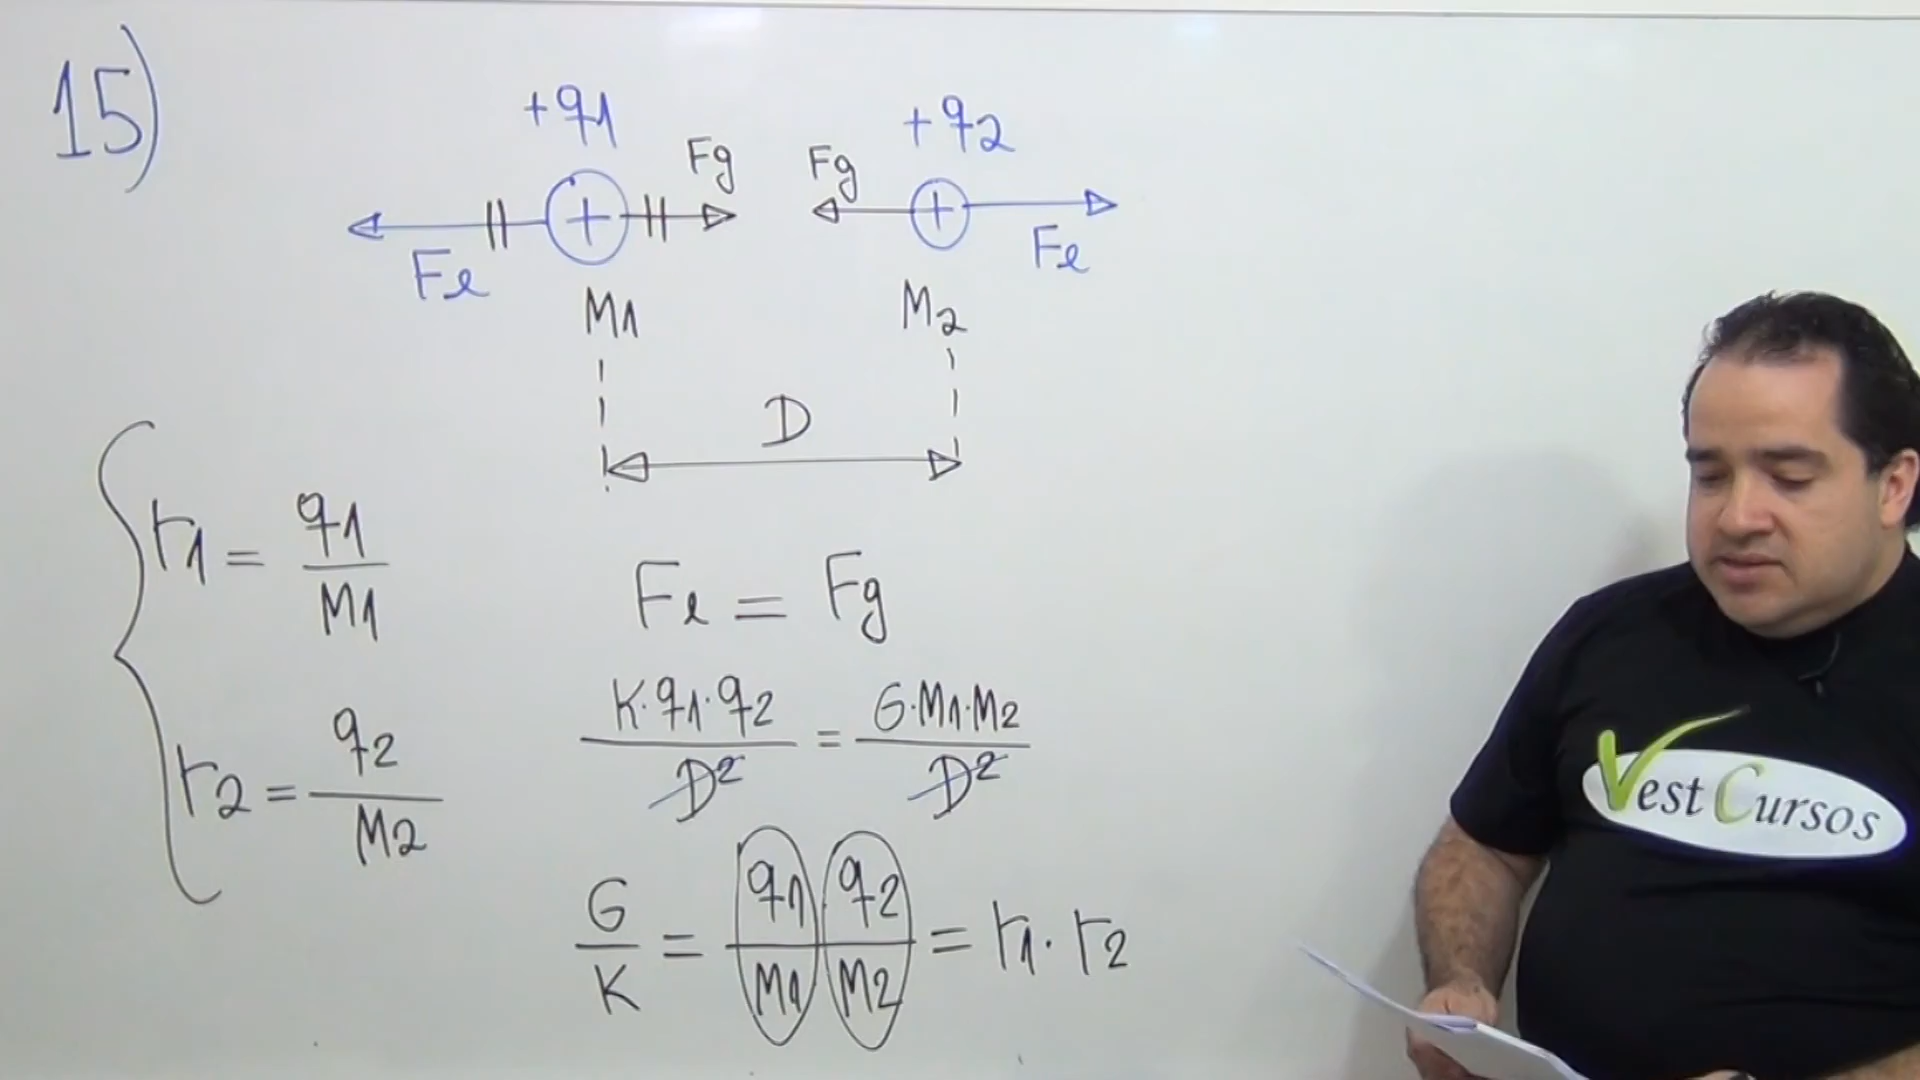 15)
+q1
+q2
Fg
Fg
+
+
Fe
Fe
M1
M2
D
r1 = q1/M1
Fe = Fg
K·q1·q2/D² = G·M1·M2/D²
r2 = q2/M2
G/K = q1 q2/M1 M2 = r1·r2
Vest Cursos